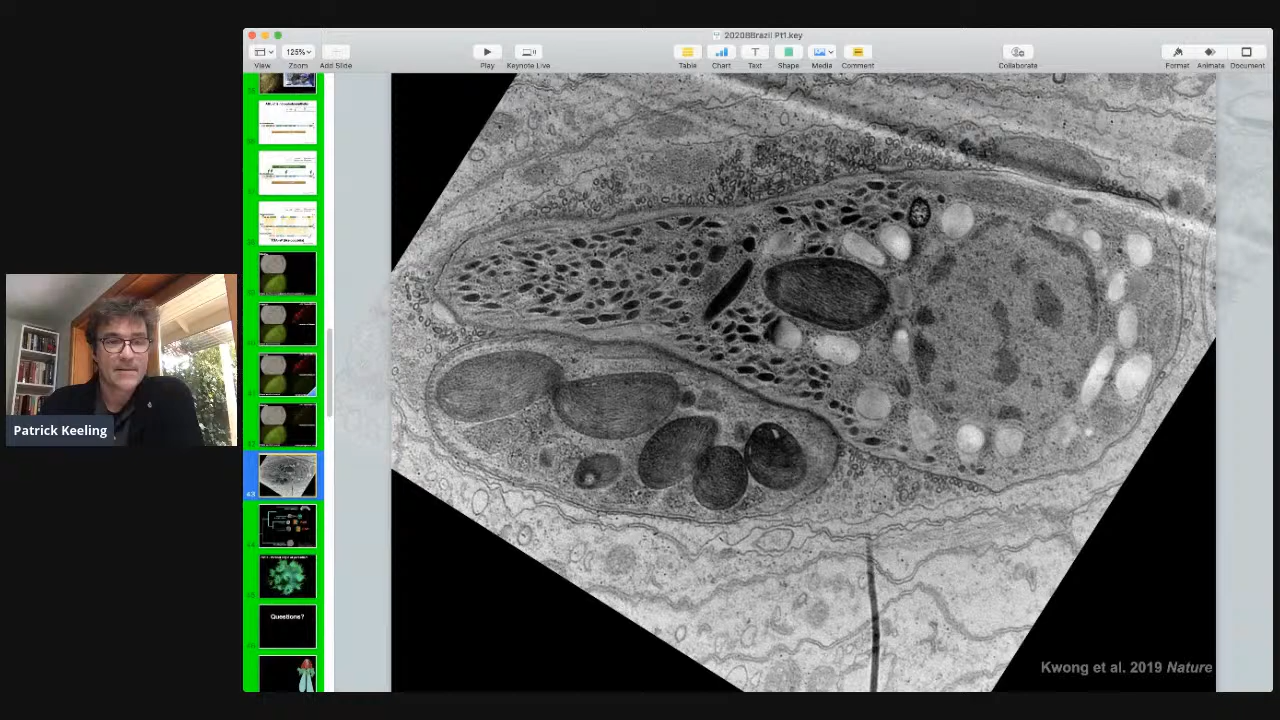 2020BBrazil Pt1.key
125%
View
Zoom
Add Slide
Play
Keynote Live
Table
Chart
Text
Shape
Media
Comment
Collaborate
Format
Animate
Document
43
Questions?
Patrick Keeling
Kwong et al. 2019 Nature